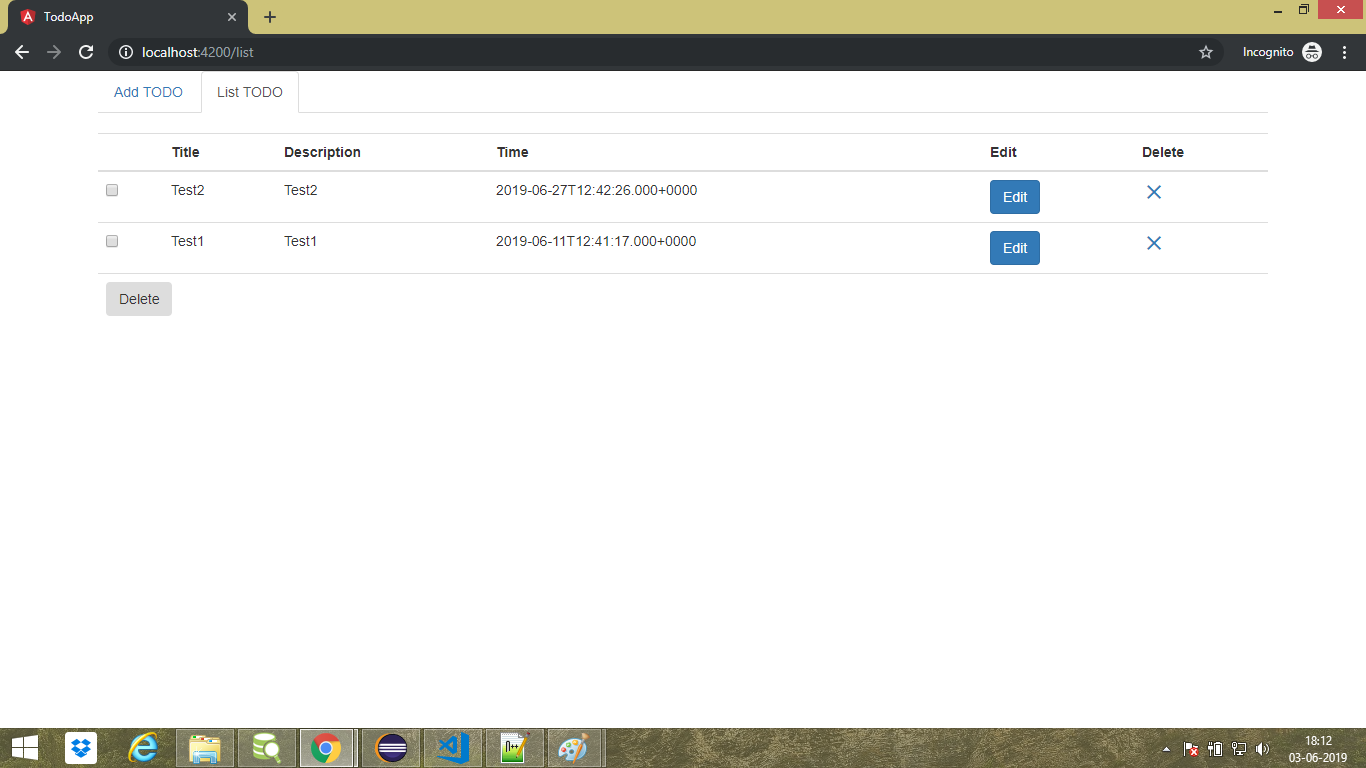 TodoApp
localhost:4200/list
Incognito
Add TODO List TODO
Title Description Time Edit Delete
Test2 Test2 2019-06-27T12:42:26.000+0000 Edit
Test1 Test1 2019-06-11T12:41:17.000+0000 Edit
Delete
N++
18:12
03-06-2019